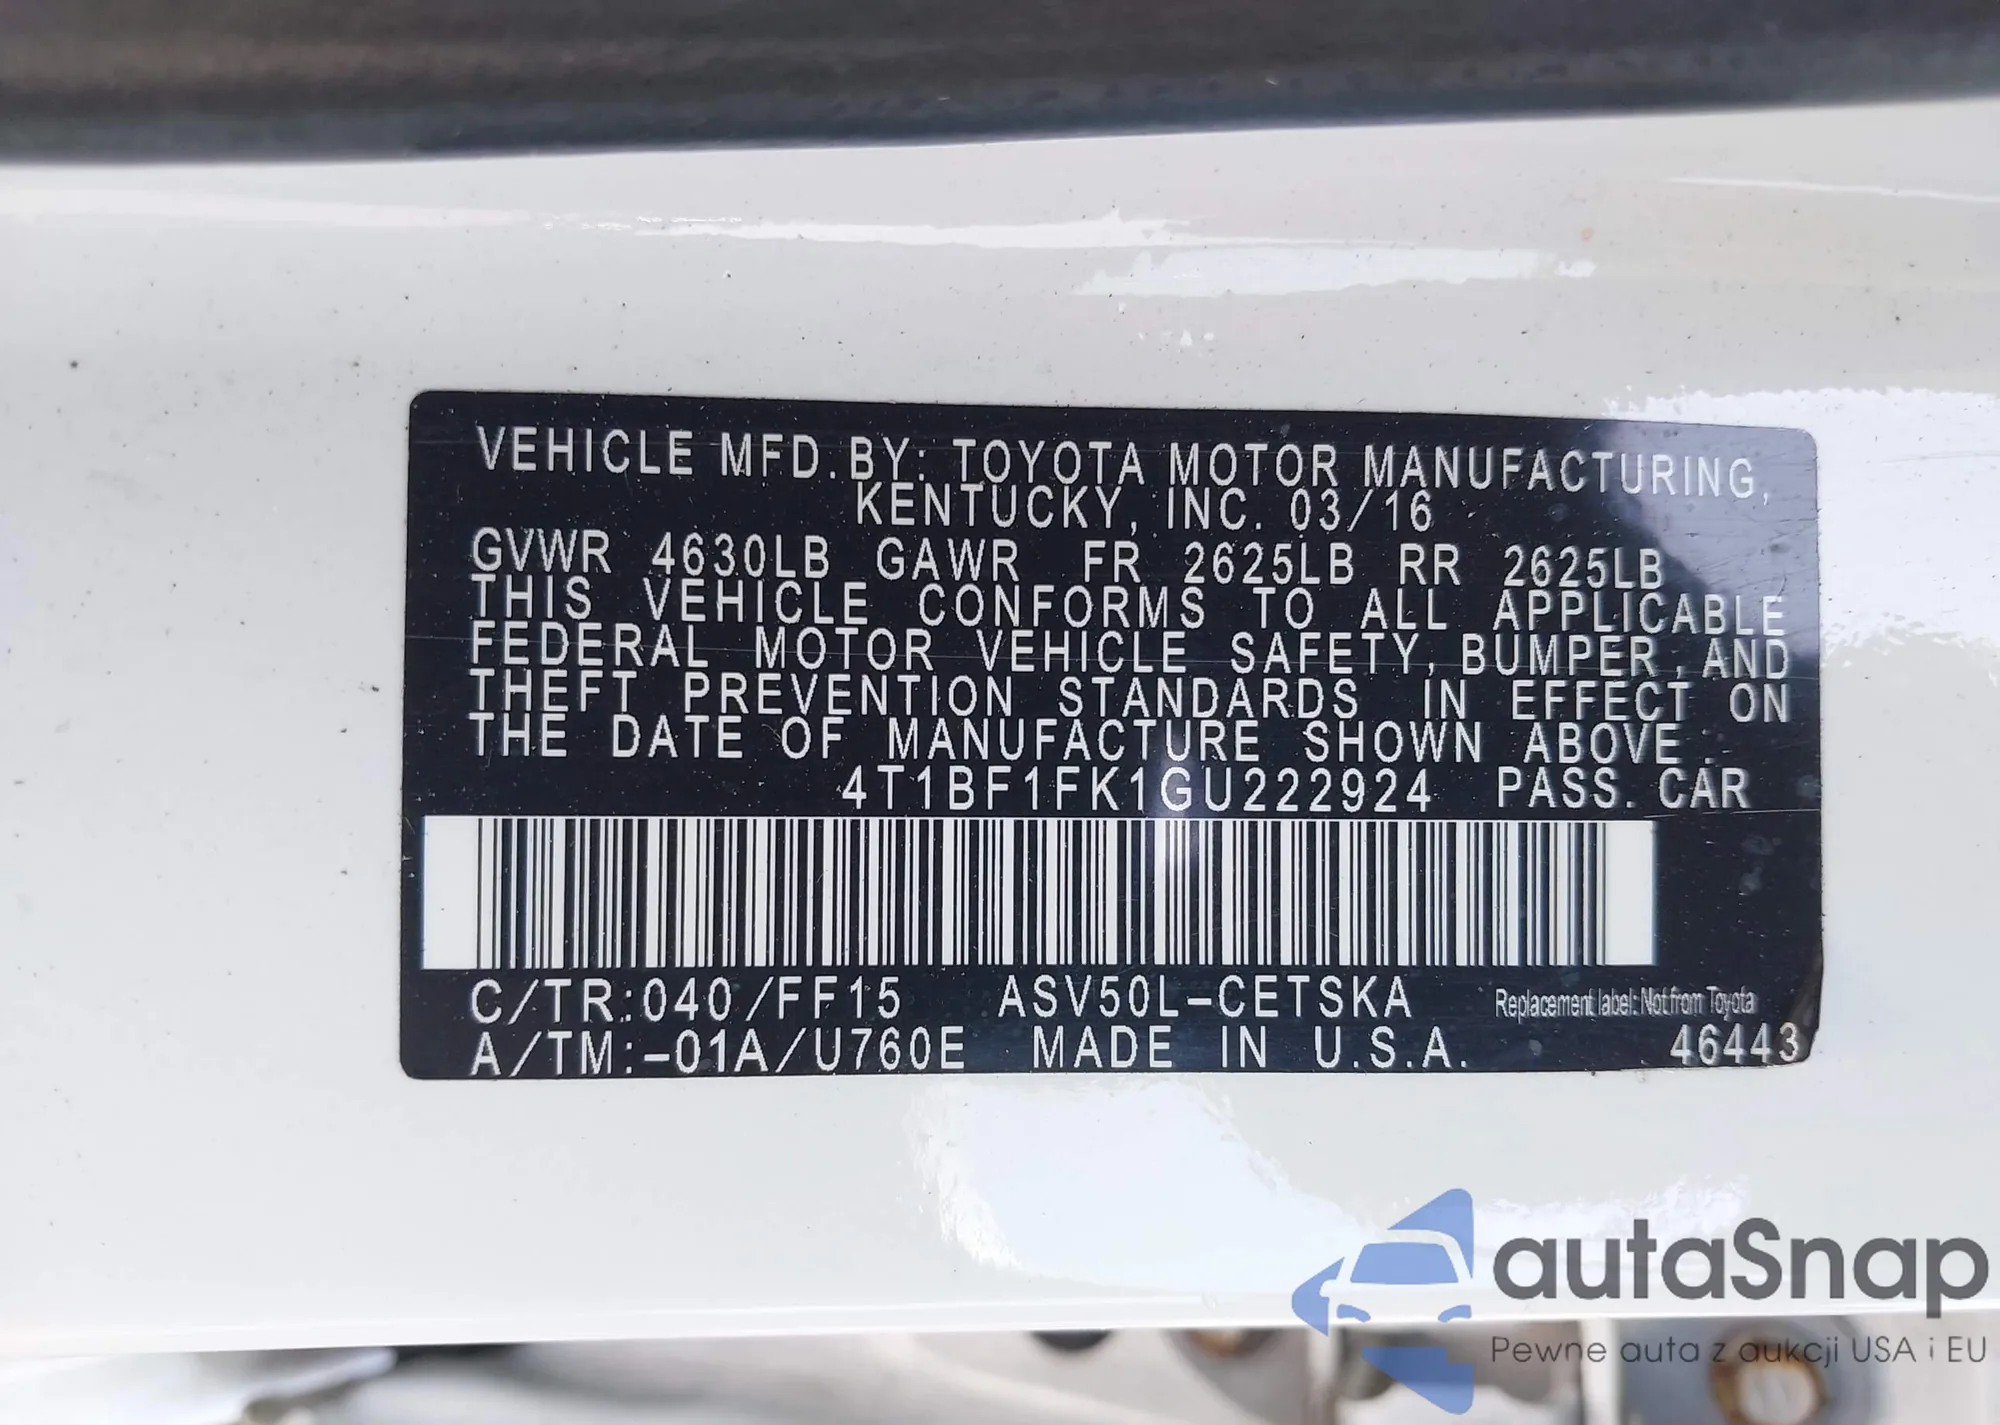 VEHICLE MFD. BY: TOYOTA MOTOR MANUFACTURING,
KENTUCKY, INC. 03/16
GVWR 4630LB GAWR FR 2625LB RR 2625LB
THIS VEHICLE CONFORMS TO ALL APPLICABLE
FEDERAL MOTOR VEHICLE SAFETY, BUMPER, AND
THEFT PREVENTION STANDARDS IN EFFECT ON
THE DATE OF MANUFACTURE SHOWN ABOVE.
4T1BF1FK1GU222924 PASS. CAR
C/TR:040/FF15 ASV50L-CETSKA Replacement label: Not from Toyota
A/TM:-01A/U760E MADE IN U.S.A. 46443
autaSnap
Pewne auta z aukcji USA i EU